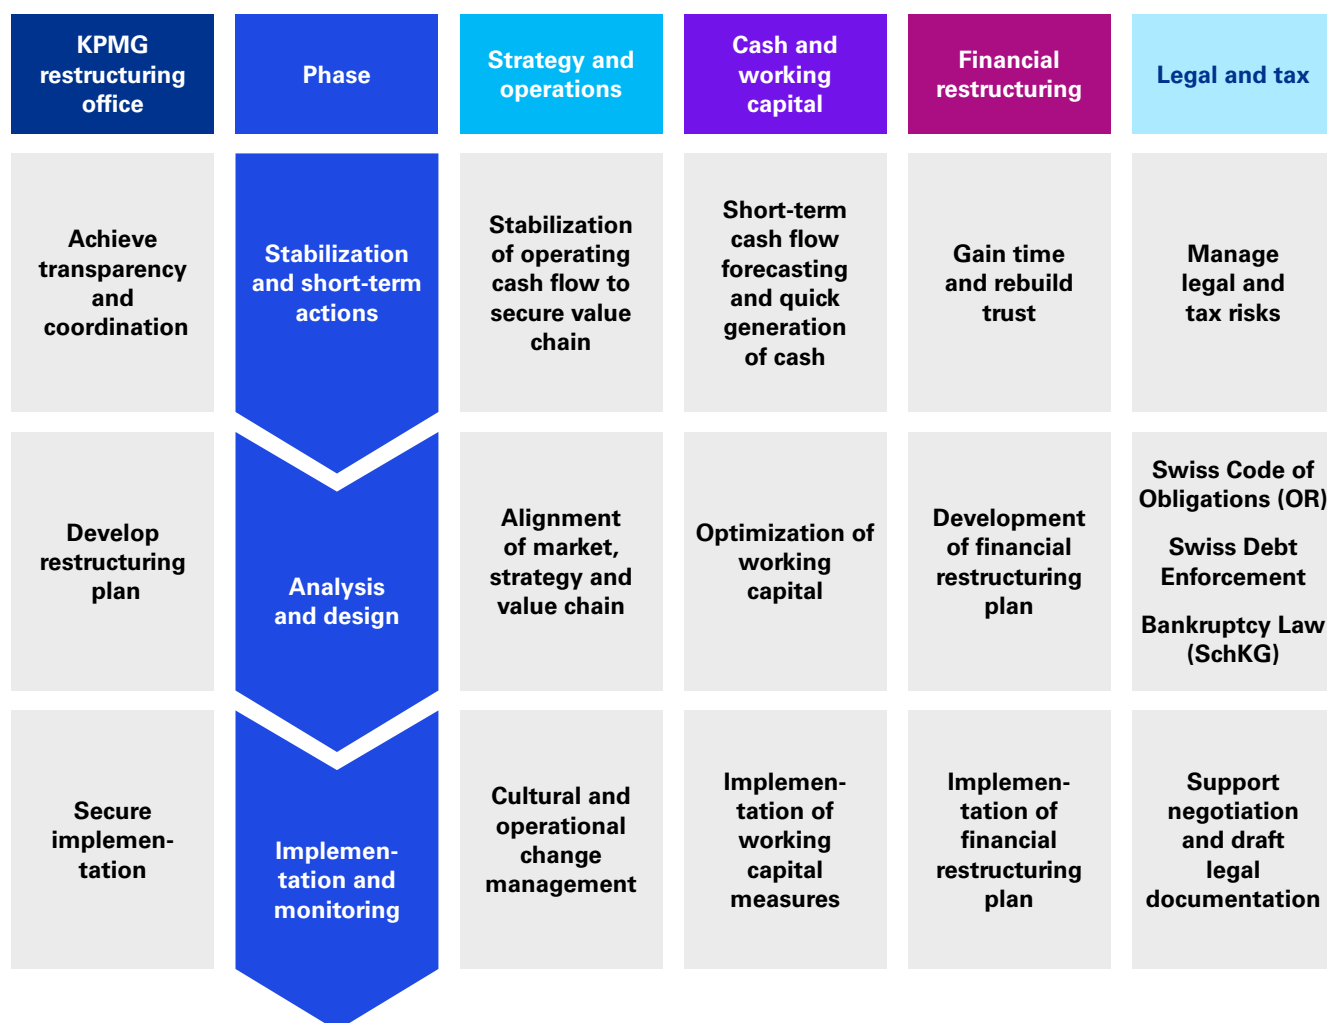 KPMG
restructuring
office
Phase
Strategy and
operations
Cash and
working
capital
Financial
restructuring
Legal and tax
Achieve
transparency
and
coordination
Stabilization
and short-term
actions
Stabilization
of operating
cash flow to
secure value
chain
Short-term
cash flow
forecasting
and quick
generation
of cash
Gain time
and rebuild
trust
Manage
legal and
tax risks
Develop
restructuring
plan
Analysis
and design
Alignment
of market,
strategy and
value chain
Optimization of
working
capital
Development
of financial
restructuring
plan
Swiss Code of
Obligations (OR)
Swiss Debt
Enforcement
Bankruptcy Law
(SchKG)
Secure
implemen-
tation
Implemen-
tation and
monitoring
Cultural and
operational
change
management
Implemen-
tation of
working
capital
measures
Implemen-
tation of
financial
restructuring
plan
Support
negotiation
and draft
legal
documentation